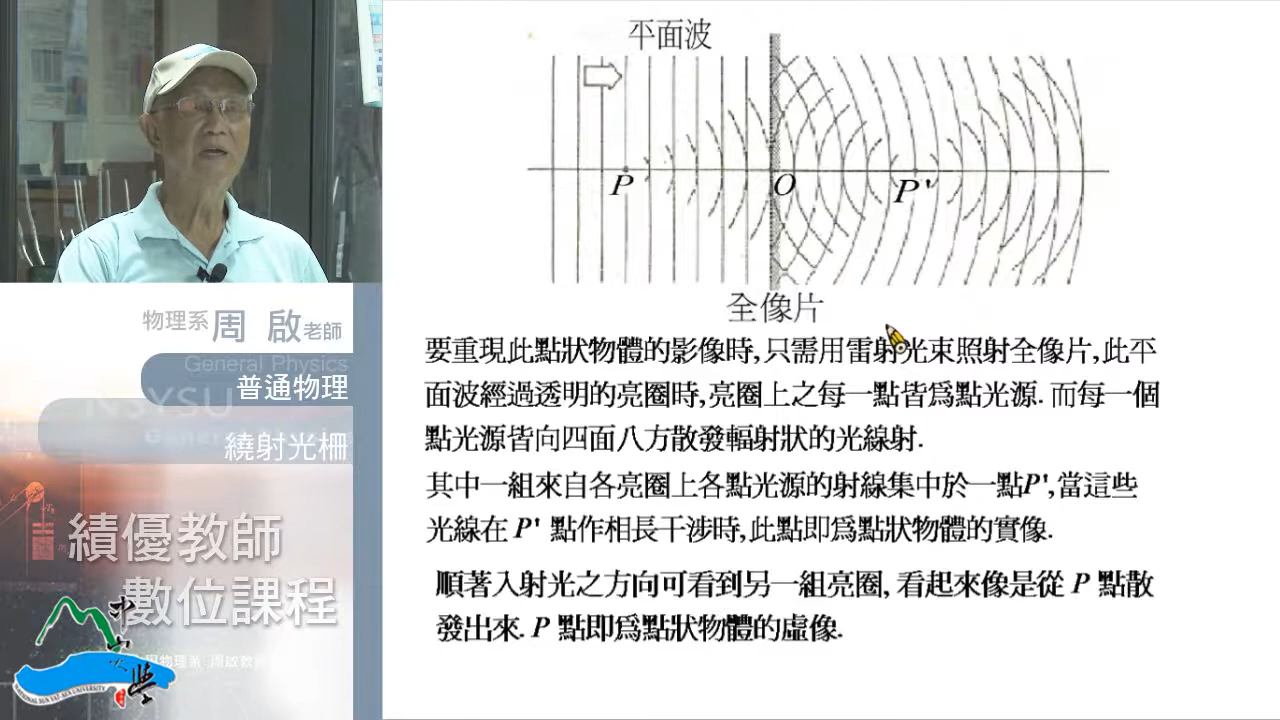 平面波
P
O
P'
全像片
要重現此點狀物體的影像時,只需用雷射光束照射全像片,此平
面波經過透明的亮圈時,亮圈上之每一點皆為點光源.而每一個
點光源皆向四面八方散發輻射狀的光線射.
其中一組來自各亮圈上各點光源的射線集中於一點P',當這些
光線在 P' 點作相長干涉時,此點即為點狀物體的實像.
順著入射光之方向可看到另一組亮圈,看起來像是從 P 點散
發出來. P 點即為點狀物體的虛像.
物理系 周 啟 老師
General Physics
普通物理
NSYSU
繞射光柵
績優教師
數位課程
NATIONAL SUN YAT-SEN UNIVERSITY